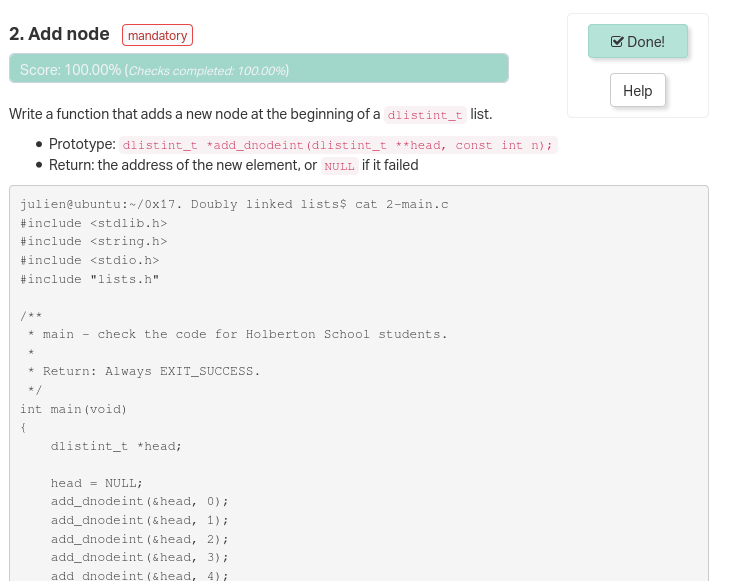 2. Add node mandatory
Done!
Score: 100.00% (Checks completed: 100.00%)
Help
Write a function that adds a new node at the beginning of a dlistint_t list.
Prototype: dlistint_t *add_dnodeint(dlistint_t **head, const int n);
Return: the address of the new element, or NULL if it failed
julien@ubuntu:~/0x17. Doubly linked lists$ cat 2-main.c
#include <stdlib.h>
#include <string.h>
#include <stdio.h>
#include "lists.h"
/**
* main - check the code for Holberton School students.
*
* Return: Always EXIT_SUCCESS.
*/
int main(void)
{
dlistint_t *head;
head = NULL;
add_dnodeint(&head, 0);
add_dnodeint(&head, 1);
add_dnodeint(&head, 2);
add_dnodeint(&head, 3);
add_dnodeint(&head, 4);